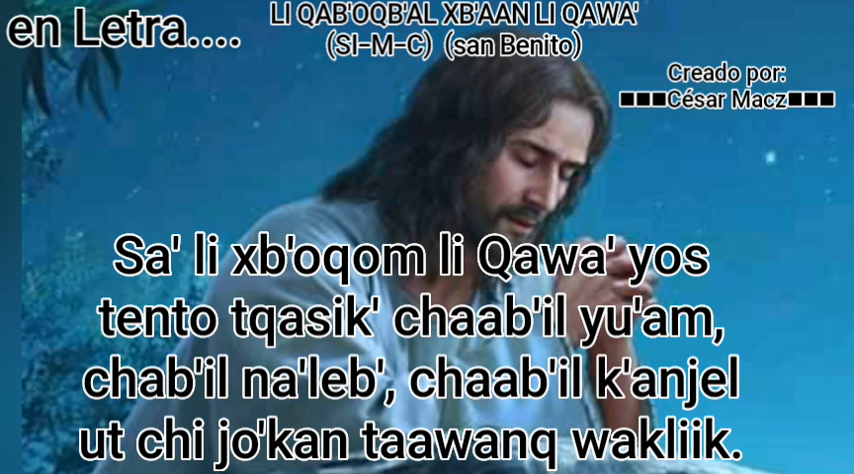 en Letra....
LI QAB'OQB'AL XB'AAN LI QAWA'
(SI-M-C) (san Benito)
Creado por:
■■■César Macz■■■
Sa' li xb'oqom li Qawa' yos
tento tqasik' chaab'il yu'am,
chab'il na'leb', chaab'il k'anjel
ut chi jo'kan taawanq wakliik.